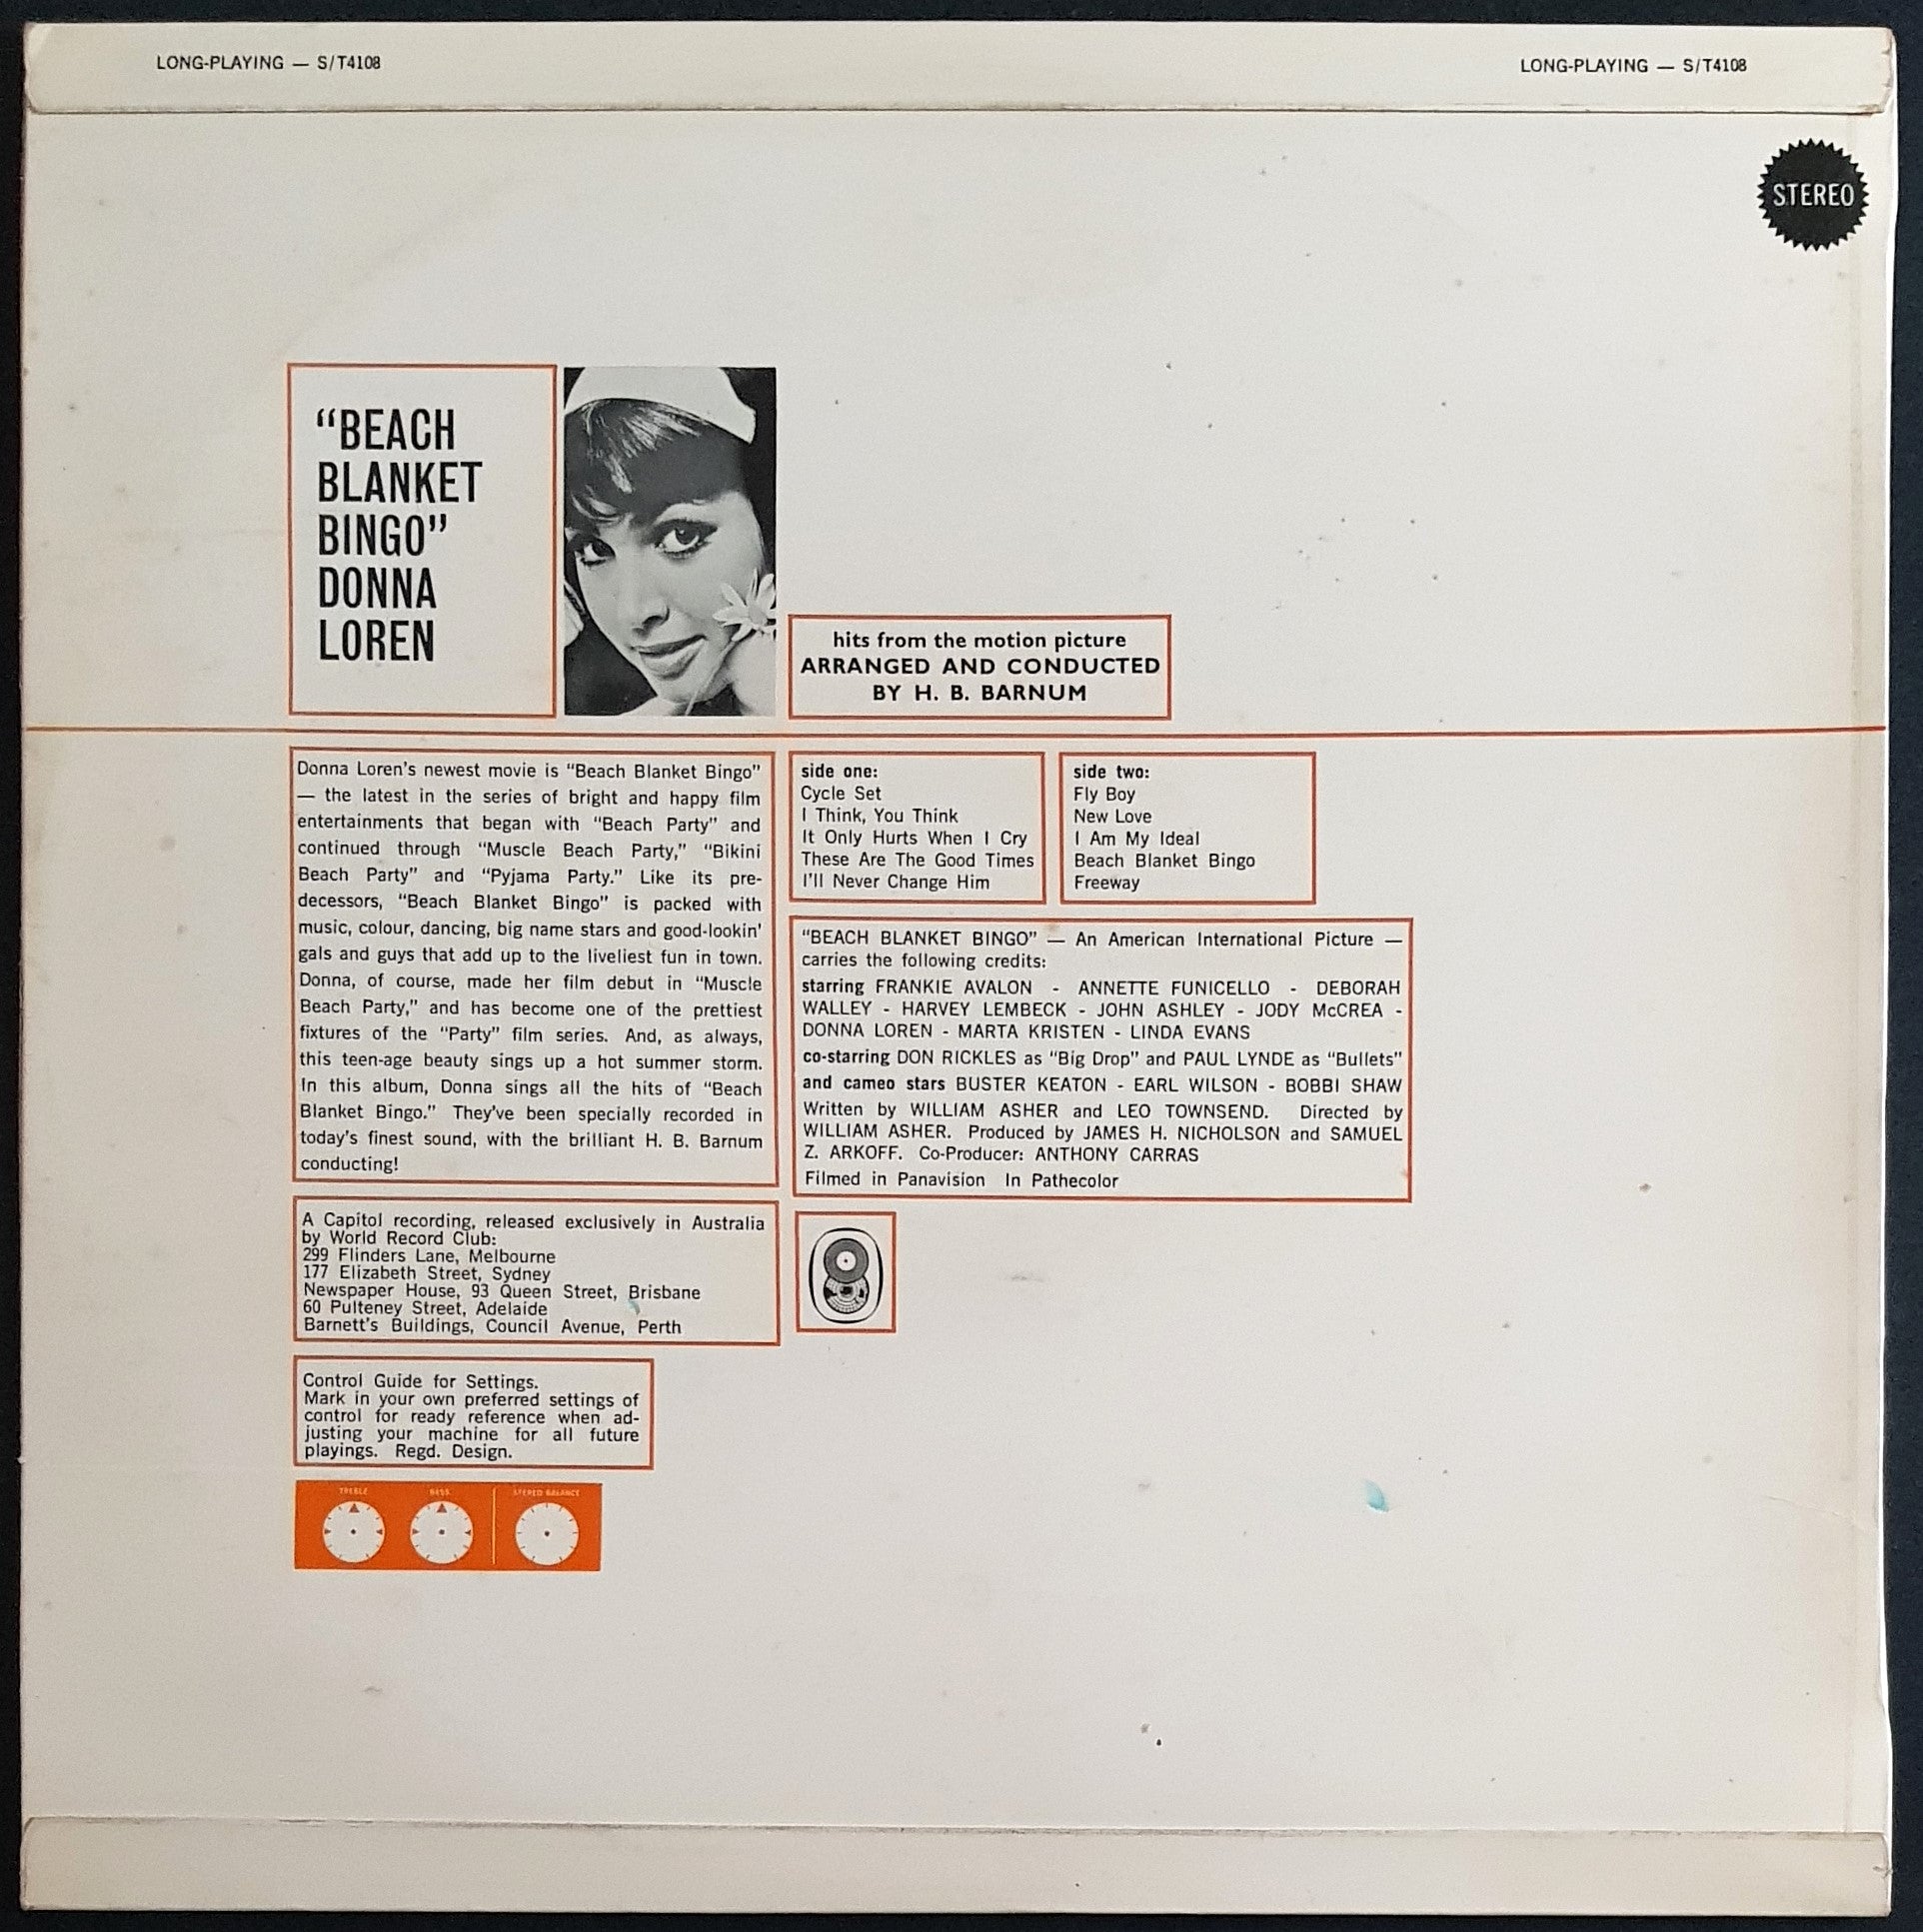 LONG-PLAYING — S/T4108
LONG-PLAYING — S/T4108
STEREO
“BEACH
BLANKET
BINGO”
DONNA
LOREN
hits from the motion picture
ARRANGED AND CONDUCTED
BY H. B. BARNUM
Donna Loren's newest movie is “Beach Blanket Bingo”
— the latest in the series of bright and happy film
entertainments that began with “Beach Party” and
continued through “Muscle Beach Party,” “Bikini
Beach Party” and “Pyjama Party.” Like its pre-
decessors, “Beach Blanket Bingo” is packed with
music, colour, dancing, big name stars and good-lookin'
gals and guys that add up to the liveliest fun in town.
Donna, of course, made her film debut in “Muscle
Beach Party,” and has become one of the prettiest
fixtures of the “Party” film series. And, as always,
this teen-age beauty sings up a hot summer storm.
In this album, Donna sings all the hits of “Beach
Blanket Bingo.” They've been specially recorded in
today's finest sound, with the brilliant H. B. Barnum
conducting!
side one:
Cycle Set
I Think, You Think
It Only Hurts When I Cry
These Are The Good Times
I'll Never Change Him
side two:
Fly Boy
New Love
I Am My Ideal
Beach Blanket Bingo
Freeway
“BEACH BLANKET BINGO” — An American International Picture —
carries the following credits:
starring FRANKIE AVALON - ANNETTE FUNICELLO - DEBORAH
WALLEY - HARVEY LEMBECK - JOHN ASHLEY - JODY McCREA -
DONNA LOREN - MARTA KRISTEN - LINDA EVANS
co-starring DON RICKLES as “Big Drop” and PAUL LYNDE as “Bullets”
and cameo stars BUSTER KEATON - EARL WILSON - BOBBI SHAW
Written by WILLIAM ASHER and LEO TOWNSEND. Directed by
WILLIAM ASHER. Produced by JAMES H. NICHOLSON and SAMUEL
Z. ARKOFF. Co-Producer: ANTHONY CARRAS
Filmed in Panavision In Pathecolor
A Capitol recording, released exclusively in Australia
by World Record Club:
299 Flinders Lane, Melbourne
177 Elizabeth Street, Sydney
Newspaper House, 93 Queen Street, Brisbane
60 Pulteney Street, Adelaide
Barnett's Buildings, Council Avenue, Perth
Control Guide for Settings.
Mark in your own preferred settings of
control for ready reference when ad-
justing your machine for all future
playings. Regd. Design.
TREBLE
BASS
STEREO BALANCE